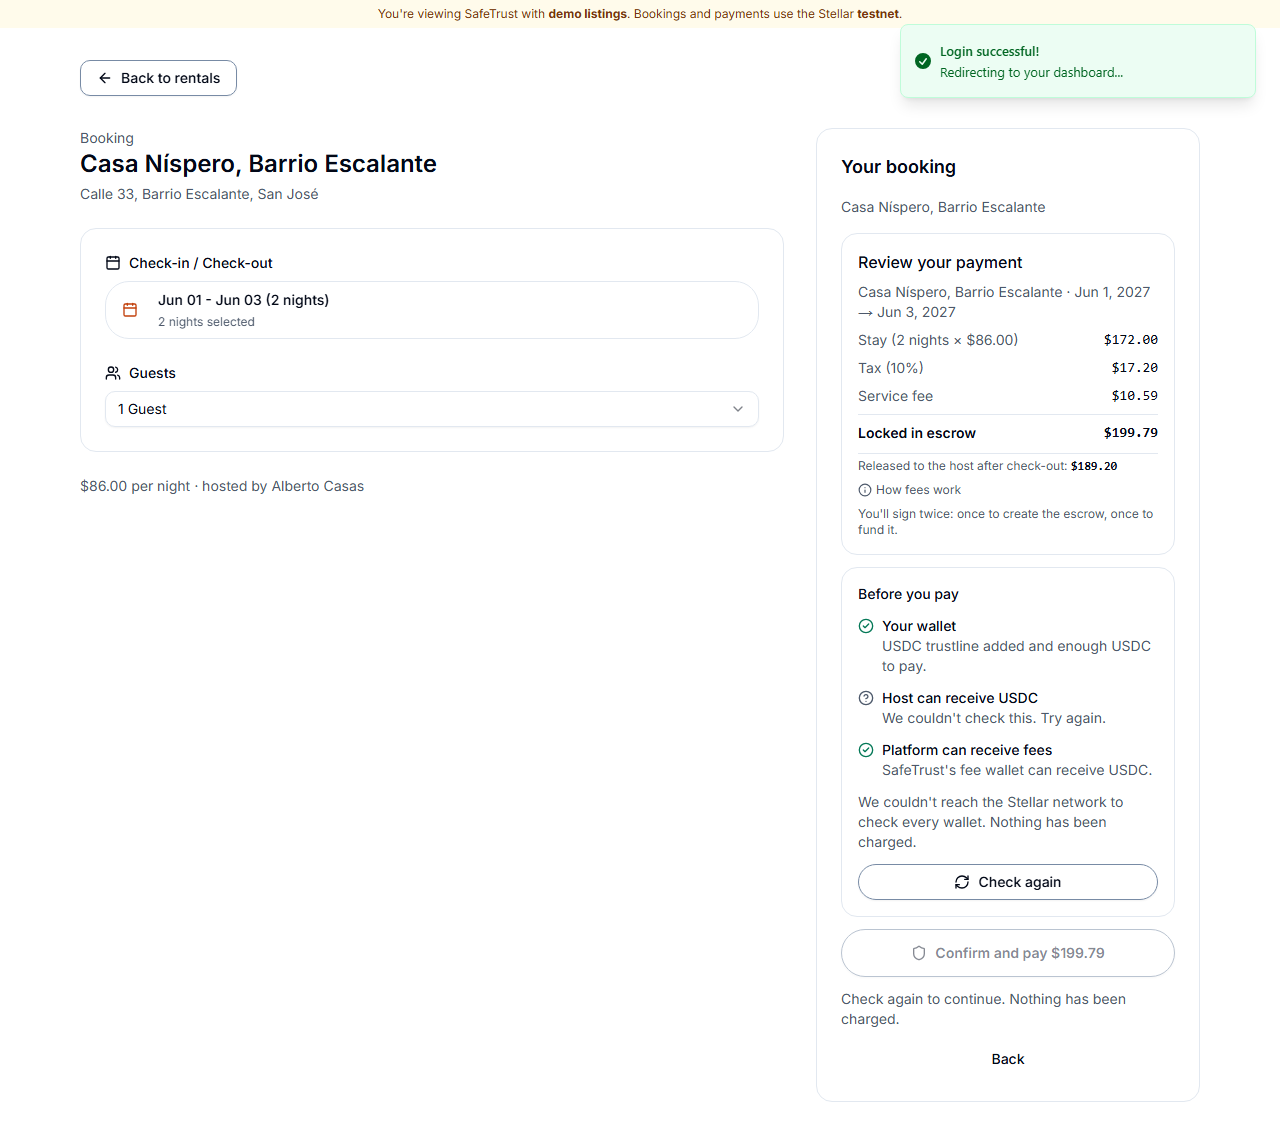 You're viewing SafeTrust with demo listings. Bookings and payments use the Stellar testnet.
Login successful!
Redirecting to your dashboard...
Back to rentals
Booking
Casa Níspero, Barrio Escalante
Calle 33, Barrio Escalante, San José
Check-in / Check-out
Jun 01 - Jun 03 (2 nights)
2 nights selected
Guests
1 Guest
$86.00 per night · hosted by Alberto Casas
Your booking
Casa Níspero, Barrio Escalante
Review your payment
Casa Níspero, Barrio Escalante · Jun 1, 2027
→ Jun 3, 2027
Stay (2 nights × $86.00) $172.00
Tax (10%) $17.20
Service fee $10.59
Locked in escrow $199.79
Released to the host after check-out: $189.20
How fees work
You'll sign twice: once to create the escrow, once to
fund it.
Before you pay
Your wallet
USDC trustline added and enough USDC
to pay.
Host can receive USDC
We couldn't check this. Try again.
Platform can receive fees
SafeTrust's fee wallet can receive USDC.
We couldn't reach the Stellar network to
check every wallet. Nothing has been
charged.
Check again
Confirm and pay $199.79
Check again to continue. Nothing has been
charged.
Back